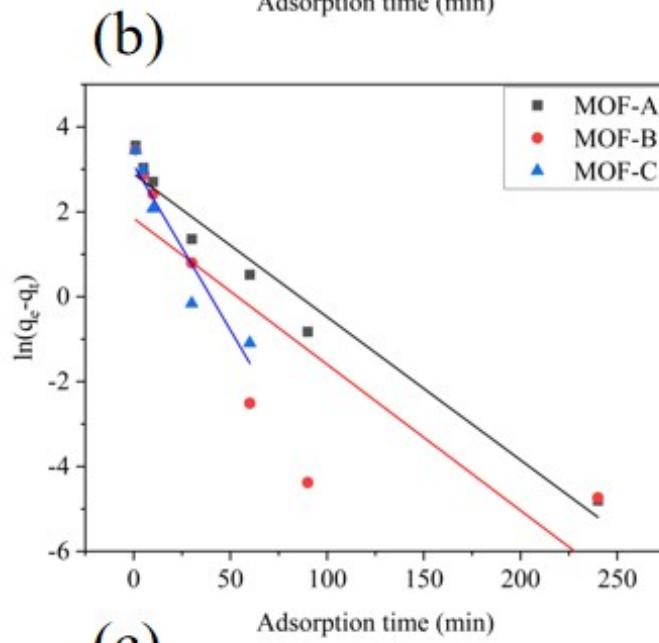 Adsorption time (min)
(b)
MOF-A
MOF-B
MOF-C
4
2
0
-2
-4
-6
ln(qₑ-qₜ)
0 50 100 150 200 250
Adsorption time (min)
(c)